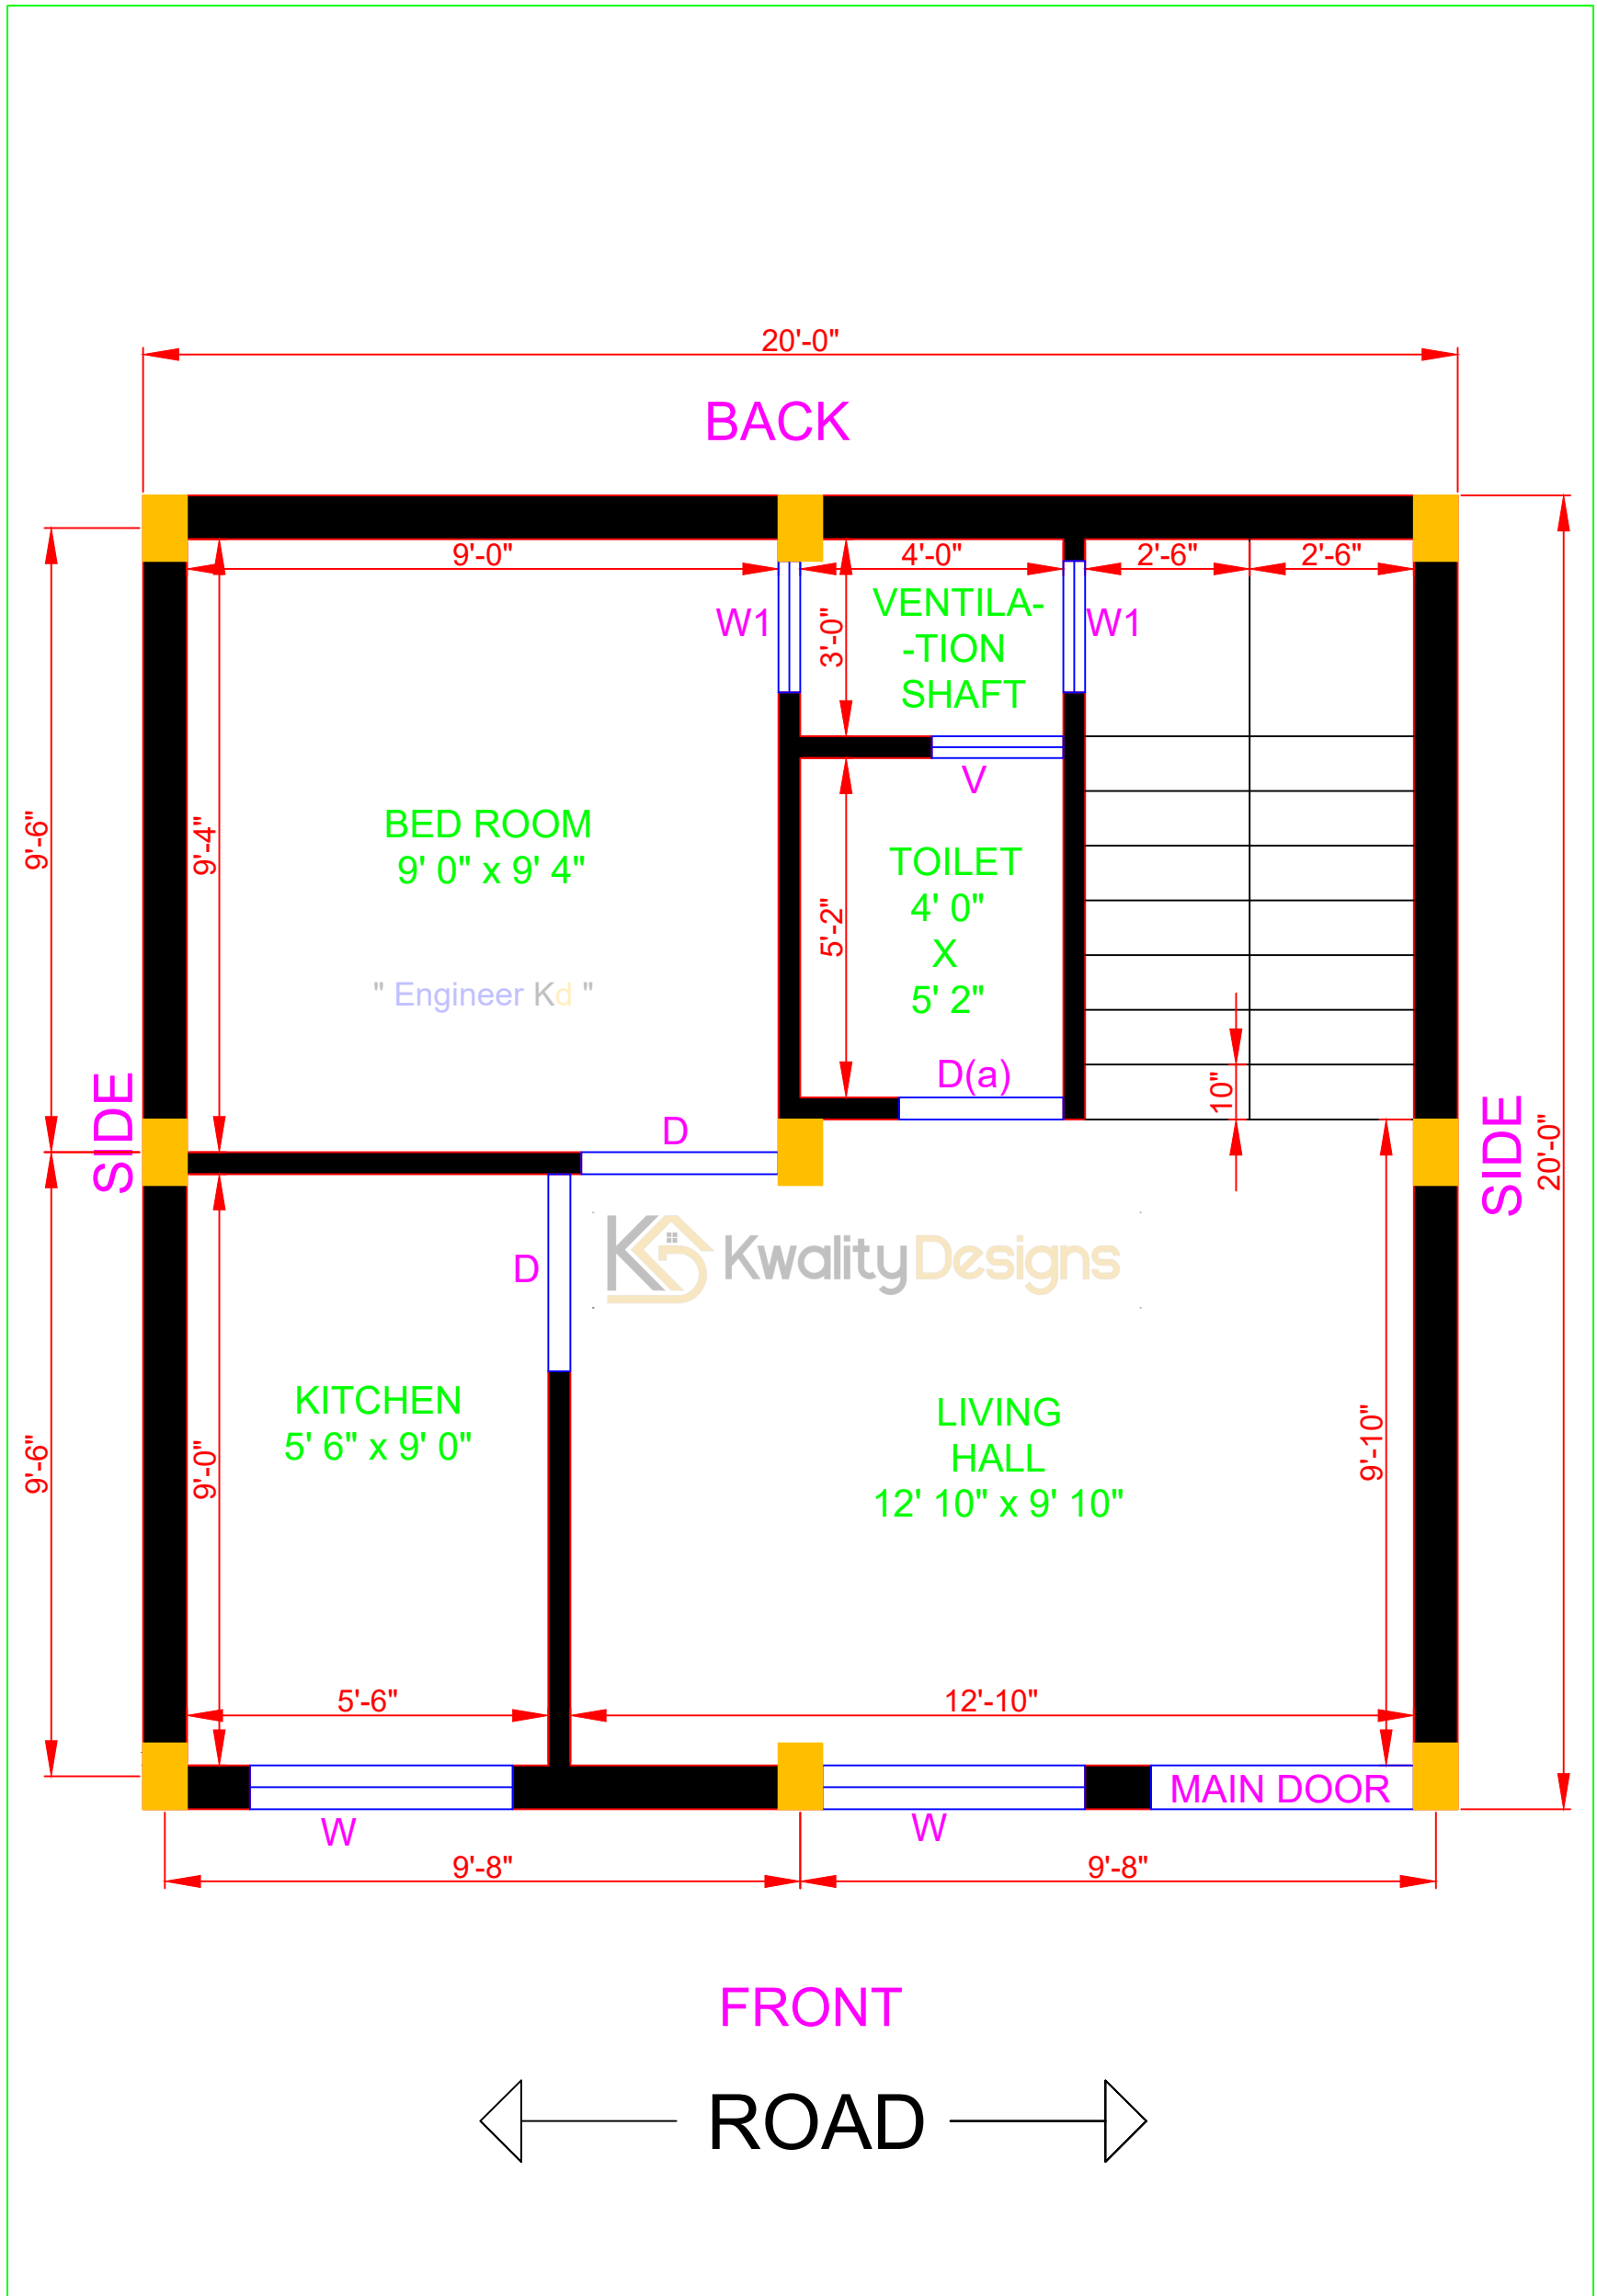 20'-0"
BACK
9'-0"
4'-0"
2'-6"
2'-6"
W1
VENTILA-
-TION
SHAFT
W1
3'-0"
V
9'-6"
9'-4"
BED ROOM
9' 0" x 9' 4"
TOILET
4' 0"
X
5' 2"
5'-2"
" Engineer Kd "
D(a)
10"
SIDE
D
SIDE
20'-0"
D
KwalityDesigns
KITCHEN
5' 6" x 9' 0"
LIVING
HALL
12' 10" x 9' 10"
9'-6"
9'-0"
9'-10"
5'-6"
12'-10"
MAIN DOOR
W
W
9'-8"
9'-8"
FRONT
ROAD